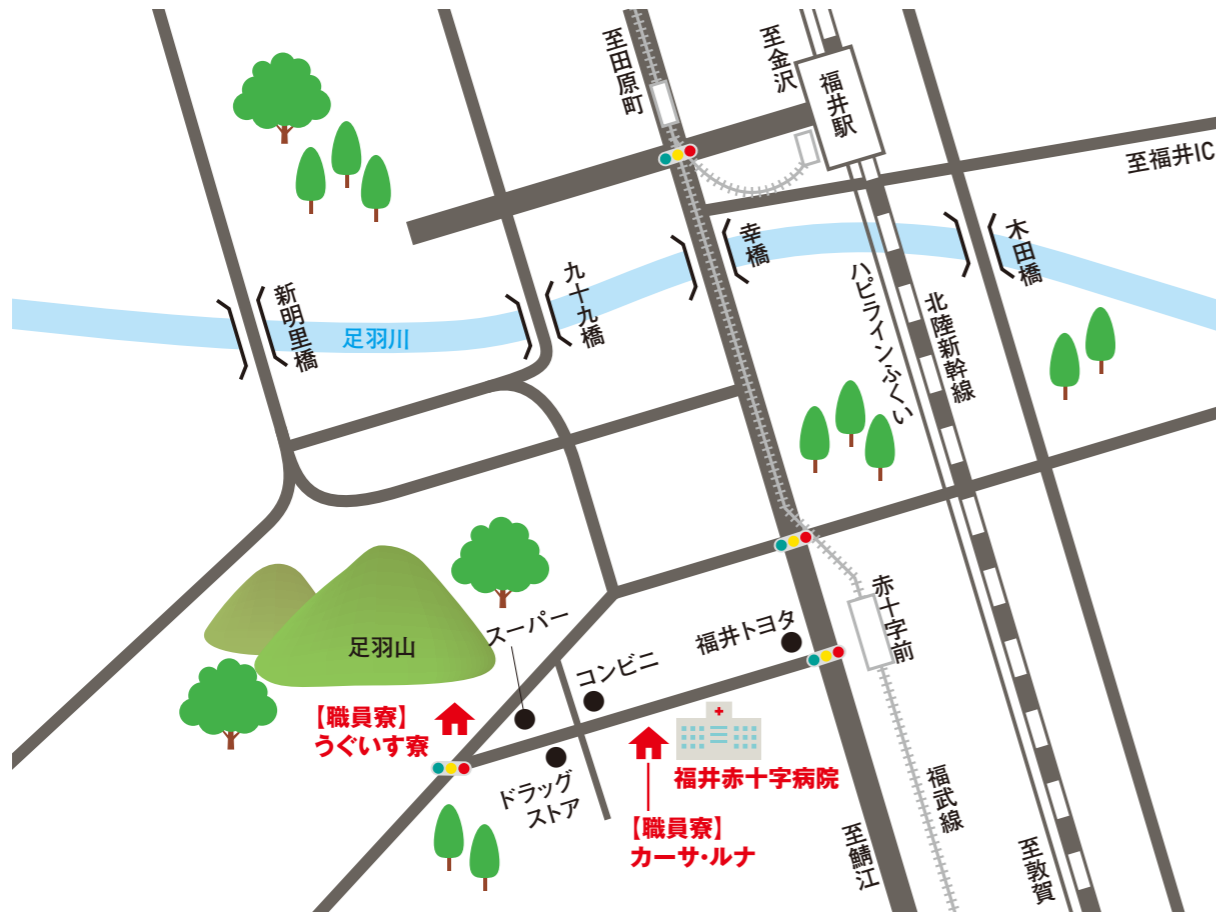 至田原町
至金沢
福井駅
至福井IC
幸橋
木田橋
九十九橋
新明里橋
足羽川
ハピラインふくい
北陸新幹線
赤十字前
福井トヨタ
スーパー
コンビニ
足羽山
【職員寮】
うぐいす寮
ドラッグ
ストア
福井赤十字病院
【職員寮】
カーサ・ルナ
福武線
至鯖江
至敦賀